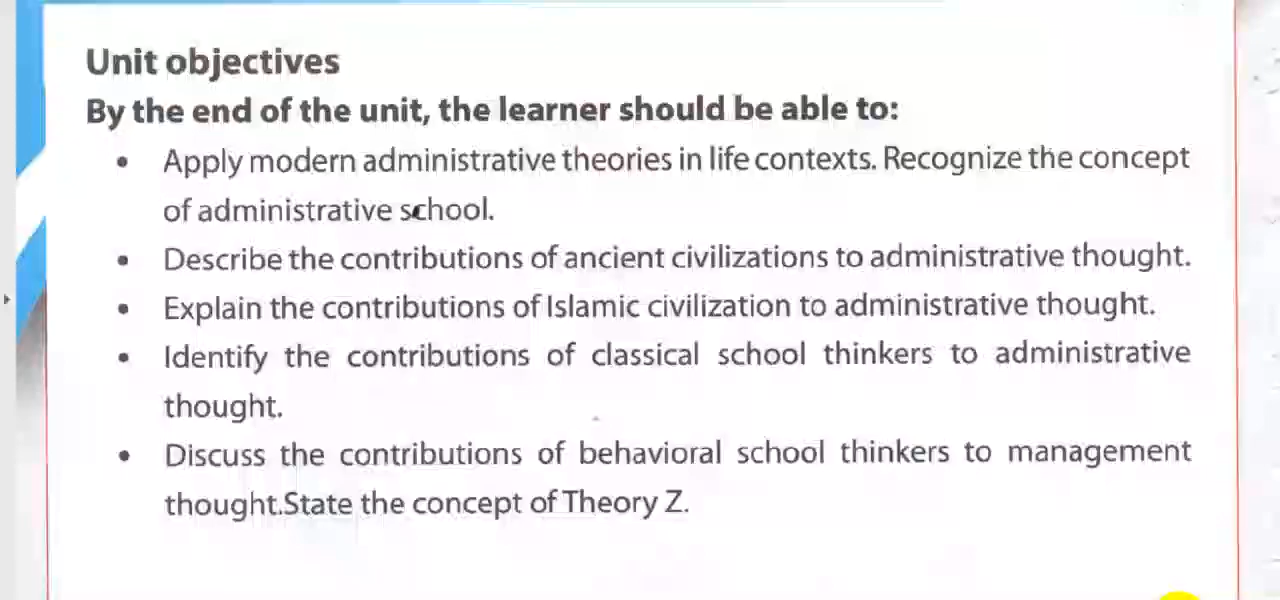 Unit objectives
By the end of the unit, the learner should be able to:
• Apply modern administrative theories in life contexts. Recognize the concept
of administrative school.
• Describe the contributions of ancient civilizations to administrative thought.
• Explain the contributions of Islamic civilization to administrative thought.
• Identify the contributions of classical school thinkers to administrative
thought.
• Discuss the contributions of behavioral school thinkers to management
thought.State the concept of Theory Z.